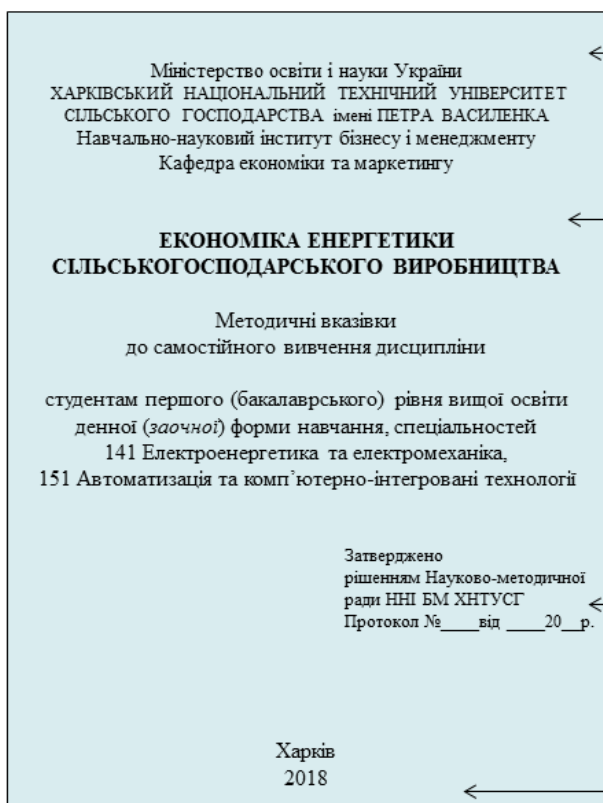 Міністерство освіти і науки України
ХАРКІВСЬКИЙ НАЦІОНАЛЬНИЙ ТЕХНІЧНИЙ УНІВЕРСИТЕТ
СІЛЬСЬКОГО ГОСПОДАРСТВА імені ПЕТРА ВАСИЛЕНКА
Навчально-науковий інститут бізнесу і менеджменту
Кафедра економіки та маркетингу
ЕКОНОМІКА ЕНЕРГЕТИКИ
СІЛЬСЬКОГОСПОДАРСЬКОГО ВИРОБНИЦТВА
Методичні вказівки
до самостійного вивчення дисципліни
студентам першого (бакалаврського) рівня вищої освіти
денної (заочної) форми навчання, спеціальностей
141 Електроенергетика та електромеханіка,
151 Автоматизація та комп’ютерно-інтегровані технології
Затверджено
рішенням Науково-методичної
ради ННІ БМ ХНТУСГ
Протокол №____від ____20__р.
Харків
2018